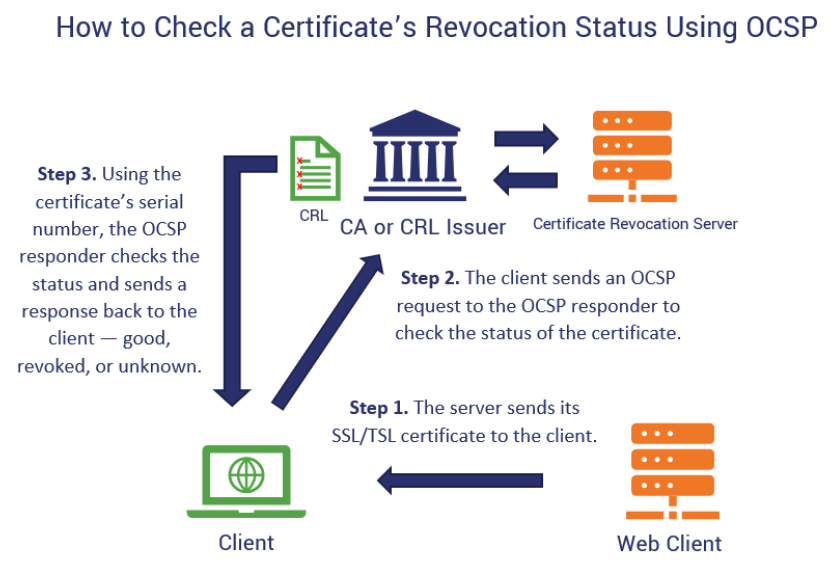 How to Check a Certificate's Revocation Status Using OCSP
Step 3. Using the
certificate's serial
number, the OCSP
responder checks the
status and sends a
response back to the
client — good,
revoked, or unknown.
CRL
CA or CRL Issuer
Certificate Revocation Server
Step 2. The client sends an OCSP
request to the OCSP responder to
check the status of the certificate.
Step 1. The server sends its
SSL/TSL certificate to the client.
Client
Web Client